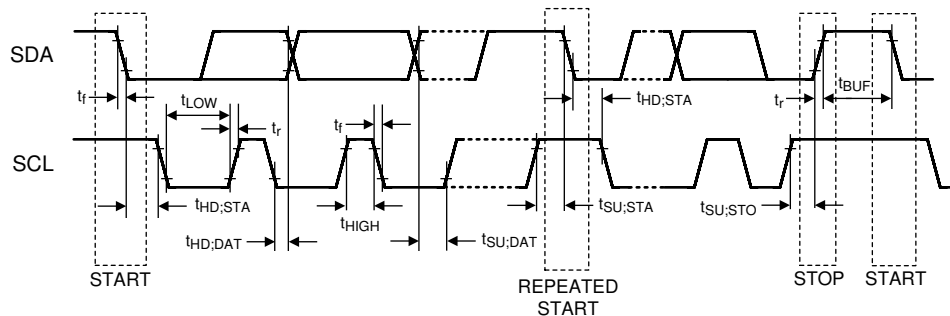 SDA
tf
tLOW
tr
tf
tHD;STA
tr
tBUF
SCL
tHD;STA
tHD;DAT
tHIGH
tSU;DAT
tSU;STA
tSU;STO
START
REPEATED
START
STOP
START